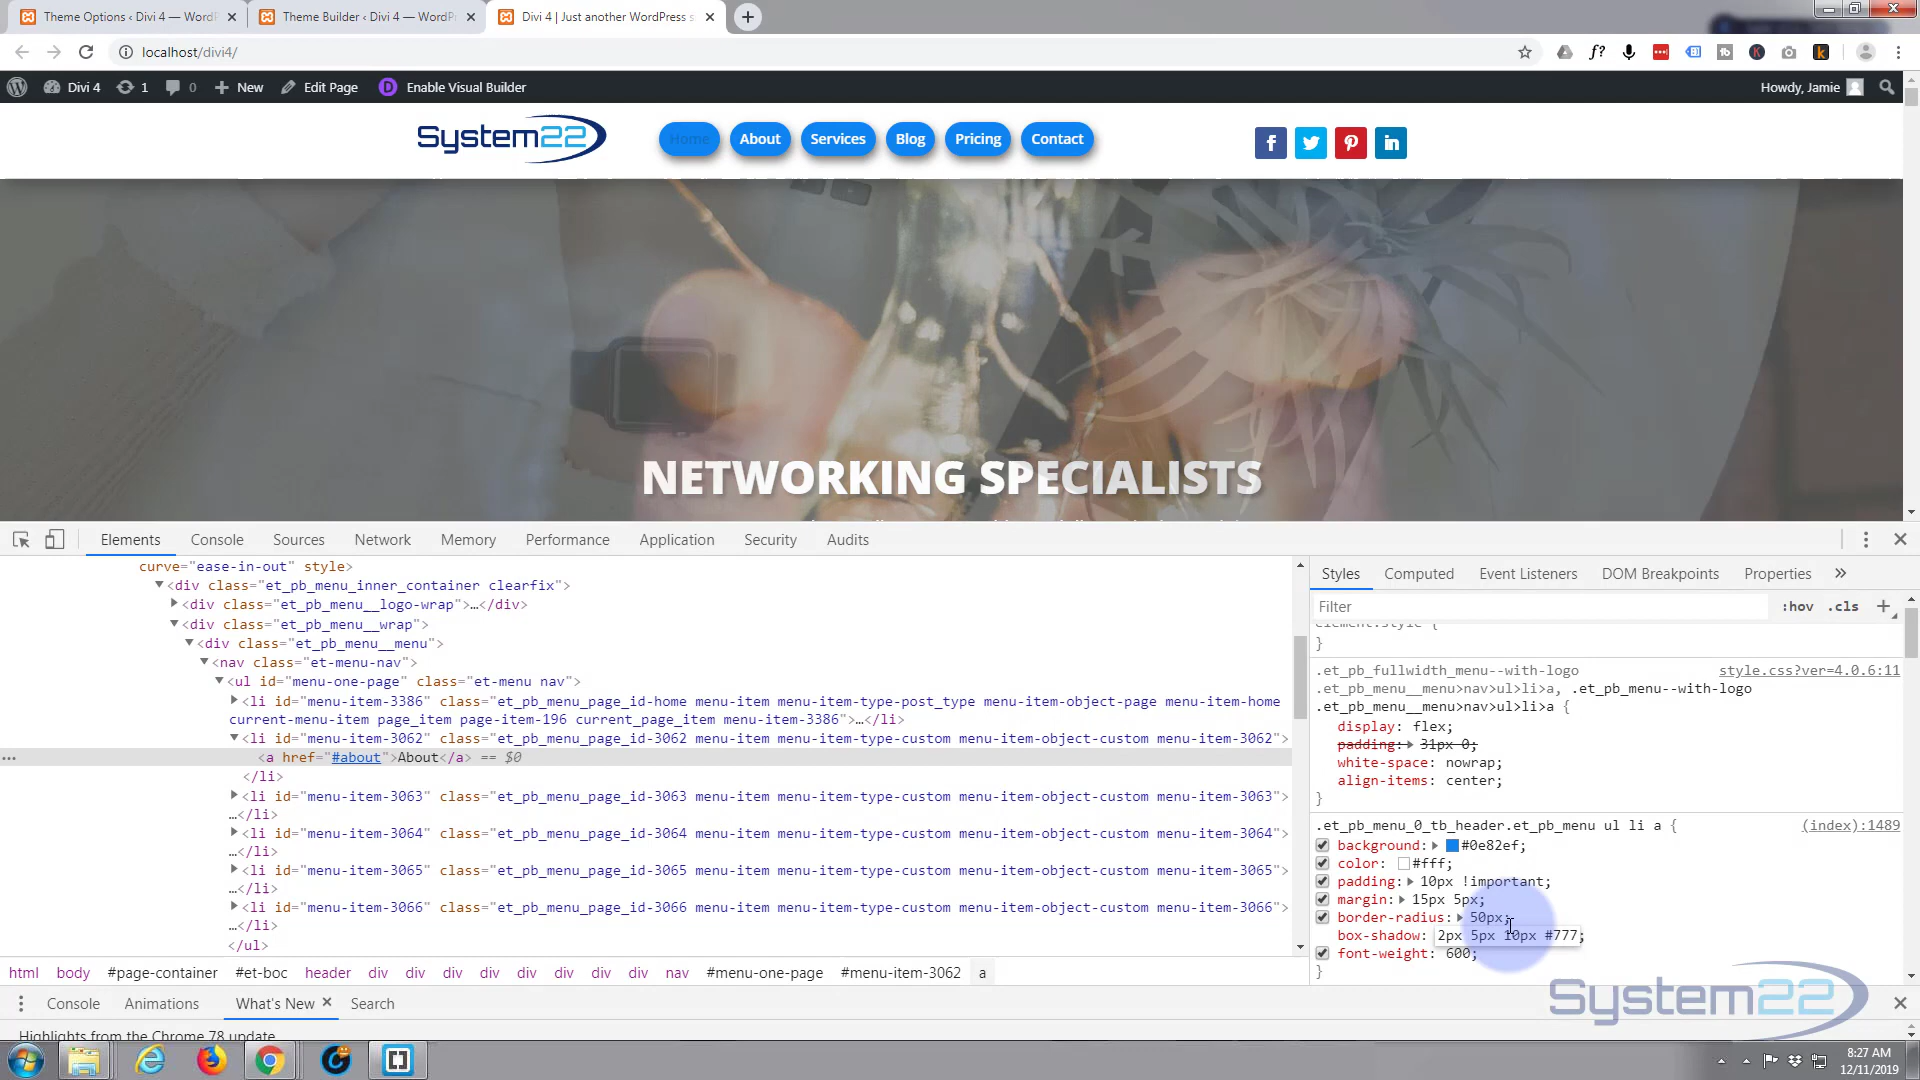 Theme Options ‹ Divi 4 — WordP
Theme Builder ‹ Divi 4 — WordPr
Divi 4 | Just another WordPress s
localhost/divi4/
Divi 4
1
0
New
Edit Page
Enable Visual Builder
Howdy, Jamie
System22
Home
About
Services
Blog
Pricing
Contact
NETWORKING SPECIALISTS
Elements
Console
Sources
Network
Memory
Performance
Application
Security
Audits
curve="ease-in-out" style>
<div class="et_pb_menu_inner_container clearfix">
<div class="et_pb_menu__logo-wrap">…</div>
<div class="et_pb_menu__wrap">
<div class="et_pb_menu__menu">
<nav class="et-menu-nav">
<ul id="menu-one-page" class="et-menu nav">
<li id="menu-item-3386" class="et_pb_menu_page_id-home menu-item menu-item-type-post_type menu-item-object-page menu-item-home
current-menu-item page_item page-item-196 current_page_item menu-item-3386">…</li>
<li id="menu-item-3062" class="et_pb_menu_page_id-3062 menu-item menu-item-type-custom menu-item-object-custom menu-item-3062">
<a href="#about">About</a> == $0
</li>
<li id="menu-item-3063" class="et_pb_menu_page_id-3063 menu-item menu-item-type-custom menu-item-object-custom menu-item-3063">
…</li>
<li id="menu-item-3064" class="et_pb_menu_page_id-3064 menu-item menu-item-type-custom menu-item-object-custom menu-item-3064">
…</li>
<li id="menu-item-3065" class="et_pb_menu_page_id-3065 menu-item menu-item-type-custom menu-item-object-custom menu-item-3065">
…</li>
<li id="menu-item-3066" class="et_pb_menu_page_id-3066 menu-item menu-item-type-custom menu-item-object-custom menu-item-3066">
…</li>
</ul>
html body #page-container #et-boc header div div div div div div div nav #menu-one-page #menu-item-3062 a
Styles
Computed
Event Listeners
DOM Breakpoints
Properties
Filter
:hov
.cls
element.style {
}
.et_pb_fullwidth_menu--with-logo
style.css?ver=4.0.6:11
.et_pb_menu__menu>nav>ul>li>a, .et_pb_menu--with-logo
.et_pb_menu__menu>nav>ul>li>a {
display: flex;
padding: 31px 0;
white-space: nowrap;
align-items: center;
}
.et_pb_menu_0_tb_header.et_pb_menu ul li a {
(index):1489
background: #0e82ef;
color: #fff;
padding: 10px !important;
margin: 15px 5px;
border-radius: 50px;
box-shadow: 2px 5px 10px #777;
font-weight: 600;
}
Console
Animations
What's New
Search
Highlights from the Chrome 78 update
System22
8:27 AM
12/11/2019